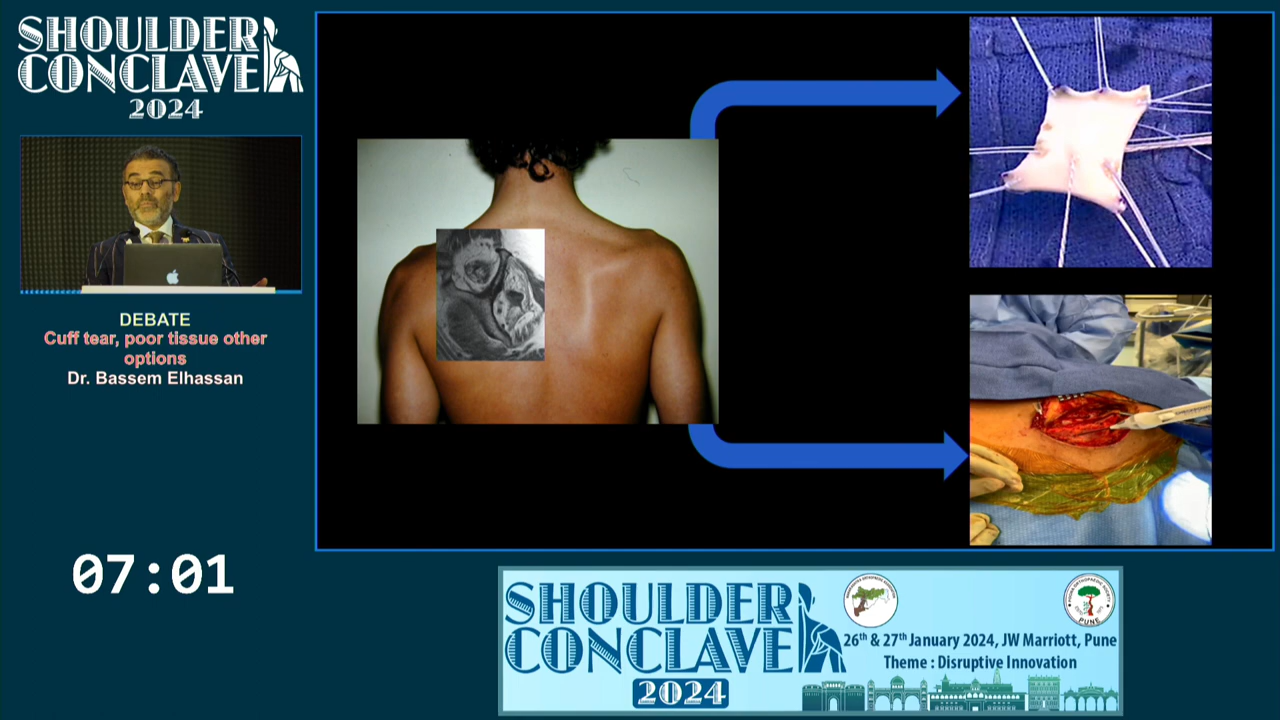 SHOULDER
CONCLAVE
2024
DEBATE
Cuff tear, poor tissue other
options
Dr. Bassem Elhassan
07:01
SHOULDER
CONCLAVE
2024
26th & 27th January 2024, JW Marriott, Pune
Theme : Disruptive Innovation
PUNE